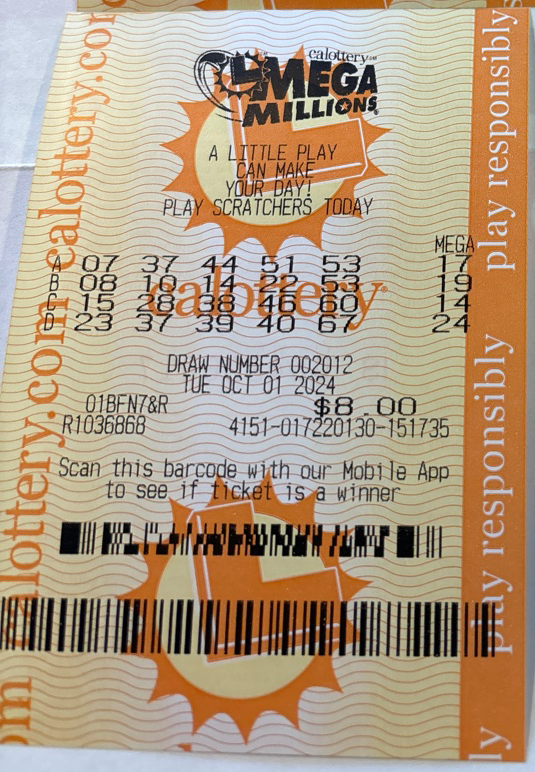 calottery
MEGA
MILLIONS
A LITTLE PLAY
CAN MAKE
YOUR DAY!
PLAY SCRATCHERS TODAY
MEGA
A 07 37 44 51 53 17
B 08 10 14 22 53 19
C 15 28 38 46 60 14
D 23 37 39 40 67 24
calottery
DRAW NUMBER 002012
TUE OCT 01 2024
01BFN7&R $8.00
R1036868 4151-017220130-151735
Scan this barcode with our Mobile App
to see if ticket is a winner
alottery.com calottery.com
play responsibly
play responsibly